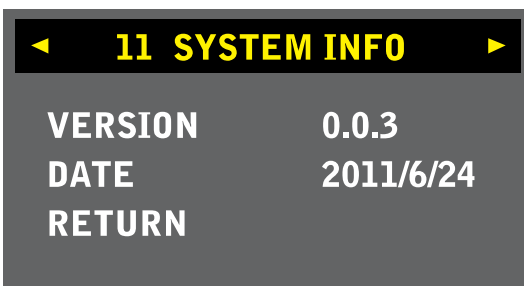 ◄ 11 SYSTEM INFO ►
VERSION 0.0.3
DATE 2011/6/24
RETURN